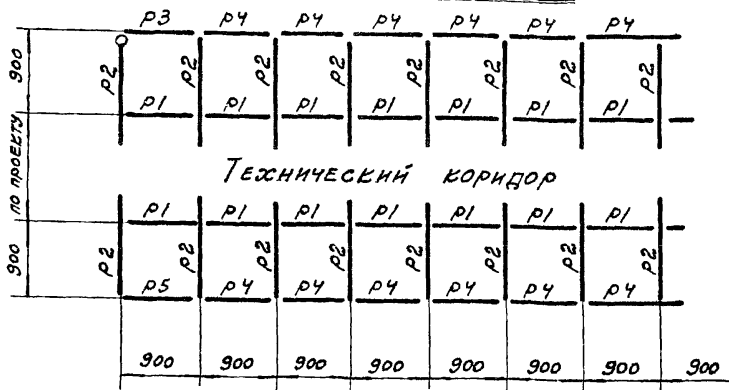 р3 р4 р4 р4 р4 р4 р4
900 р2 р2 р2 р2 р2 р2 р2 р2
р1 р1 р1 р1 р1 р1 р1
по проекту
Технический коридор
р1 р1 р1 р1 р1 р1 р1
900 р2 р2 р2 р2 р2 р2 р2 р2
р5 р4 р4 р4 р4 р4 р4
900 900 900 900 900 900 900 900